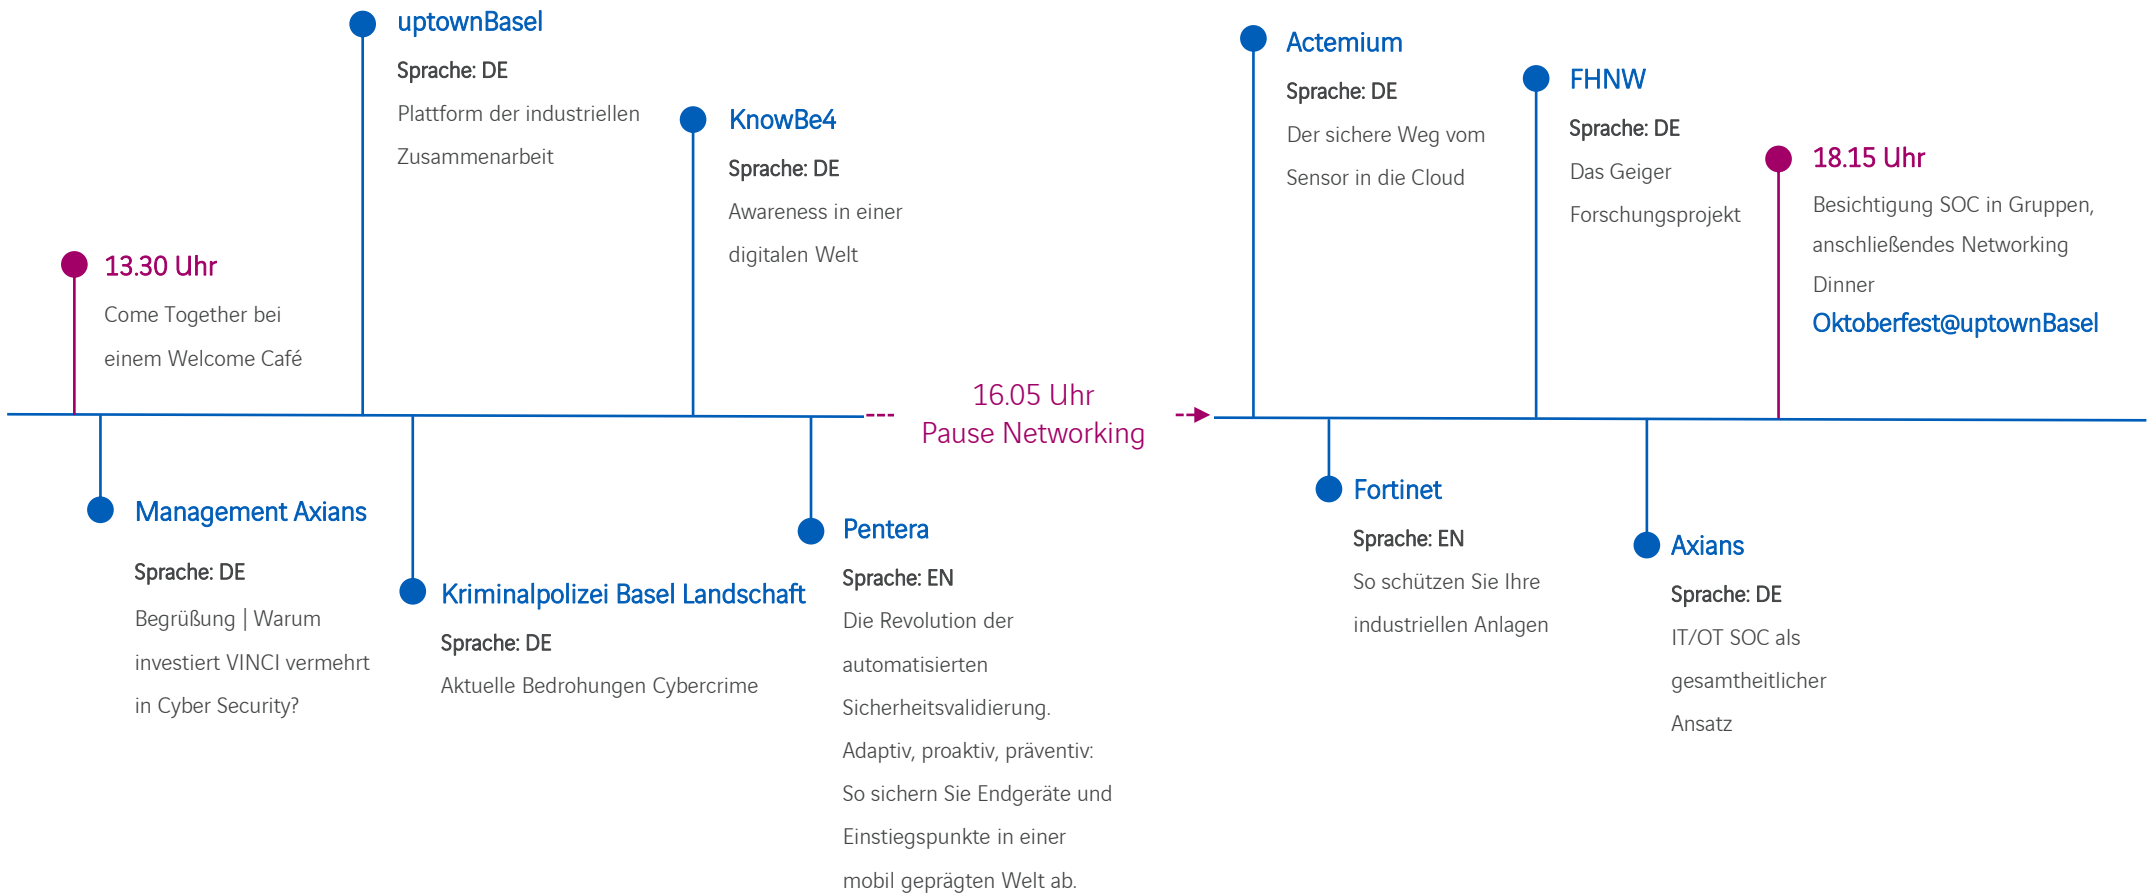 13.30 Uhr
Come Together bei
einem Welcome Café
Management Axians
Sprache: DE
Begrüßung | Warum
investiert VINCI vermehrt
in Cyber Security?
uptownBasel
Sprache: DE
Plattform der industriellen
Zusammenarbeit
Kriminalpolizei Basel Landschaft
Sprache: DE
Aktuelle Bedrohungen Cybercrime
KnowBe4
Sprache: DE
Awareness in einer
digitalen Welt
Pentera
Sprache: EN
Die Revolution der
automatisierten
Sicherheitsvalidierung.
Adaptiv, proaktiv, präventiv:
So sichern Sie Endgeräte und
Einstiegspunkte in einer
mobil geprägten Welt ab.
16.05 Uhr
Pause Networking
Actemium
Sprache: DE
Der sichere Weg vom
Sensor in die Cloud
Fortinet
Sprache: EN
So schützen Sie Ihre
industriellen Anlagen
FHNW
Sprache: DE
Das Geiger
Forschungsprojekt
Axians
Sprache: DE
IT/OT SOC als
gesamtheitlicher
Ansatz
18.15 Uhr
Besichtigung SOC in Gruppen,
anschließendes Networking
Dinner
Oktoberfest@uptownBasel